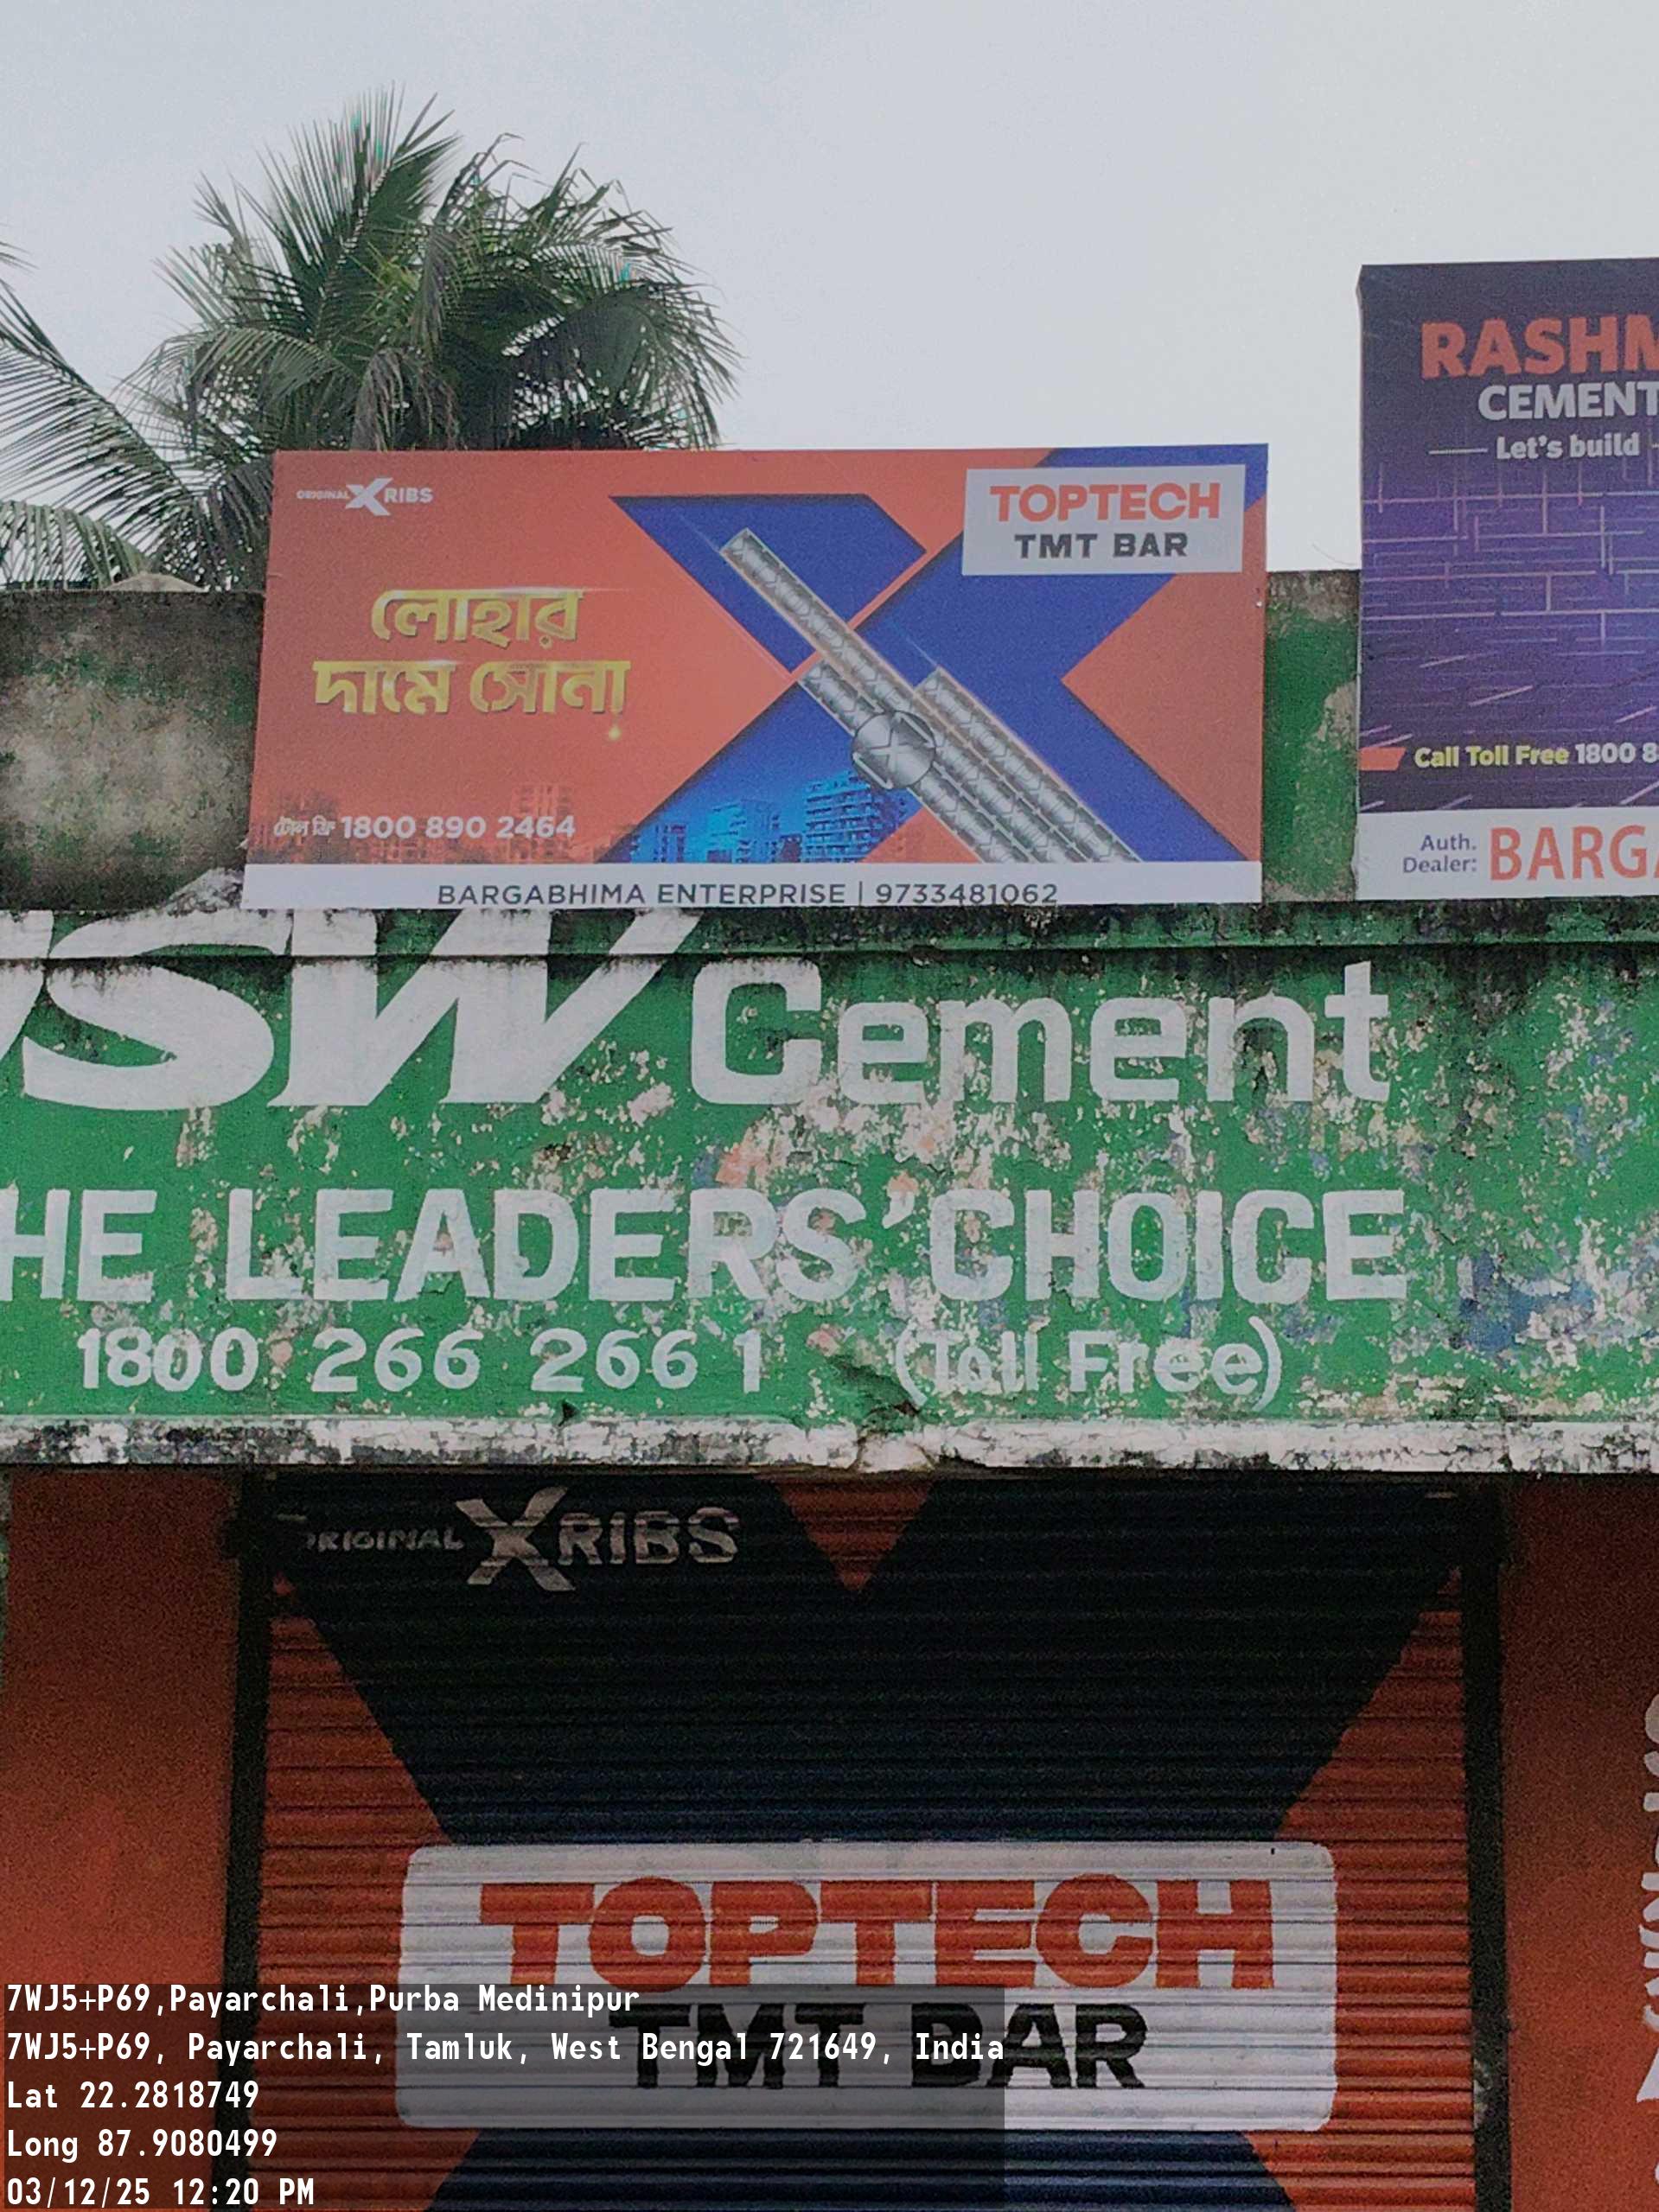 ORIGINAL X RIBS
TOPTECH
TMT BAR
লোহার
দামে সোনা
টোল ফ্রি 1800 890 2464
BARGABHIMA ENTERPRISE | 9733481062
RASHM
CEMENT
Let's build
Call Toll Free 1800 8
Auth.
Dealer: BARGA
JSW Cement
HE LEADERS' CHOICE
1800 266 266 1 (Toll Free)
ORIGINAL X RIBS
TOPTECH
TMT BAR
7WJ5+P69,Payarchali,Purba Medinipur
7WJ5+P69, Payarchali, Tamluk, West Bengal 721649, India
Lat 22.2818749
Long 87.9080499
03/12/25 12:20 PM